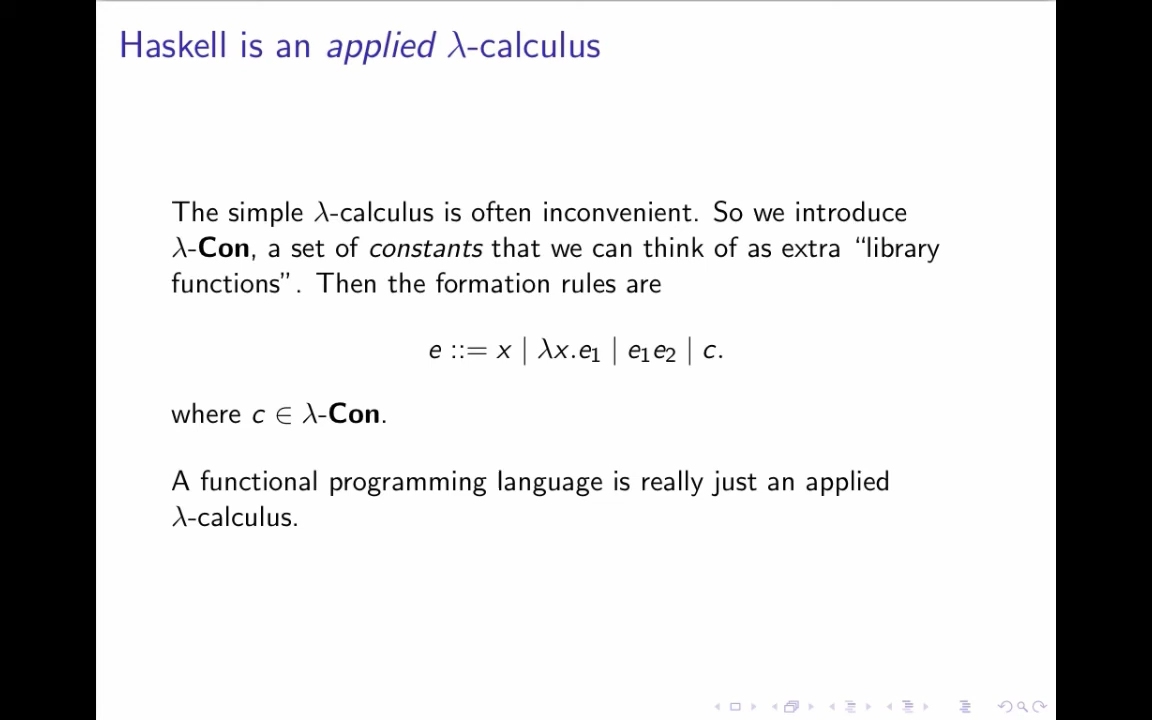 Haskell is an applied λ-calculus
The simple λ-calculus is often inconvenient. So we introduce
λ-Con, a set of constants that we can think of as extra “library
functions”. Then the formation rules are
e ::= x | λx.e₁ | e₁e₂ | c.
where c ∈ λ-Con.
A functional programming language is really just an applied
λ-calculus.